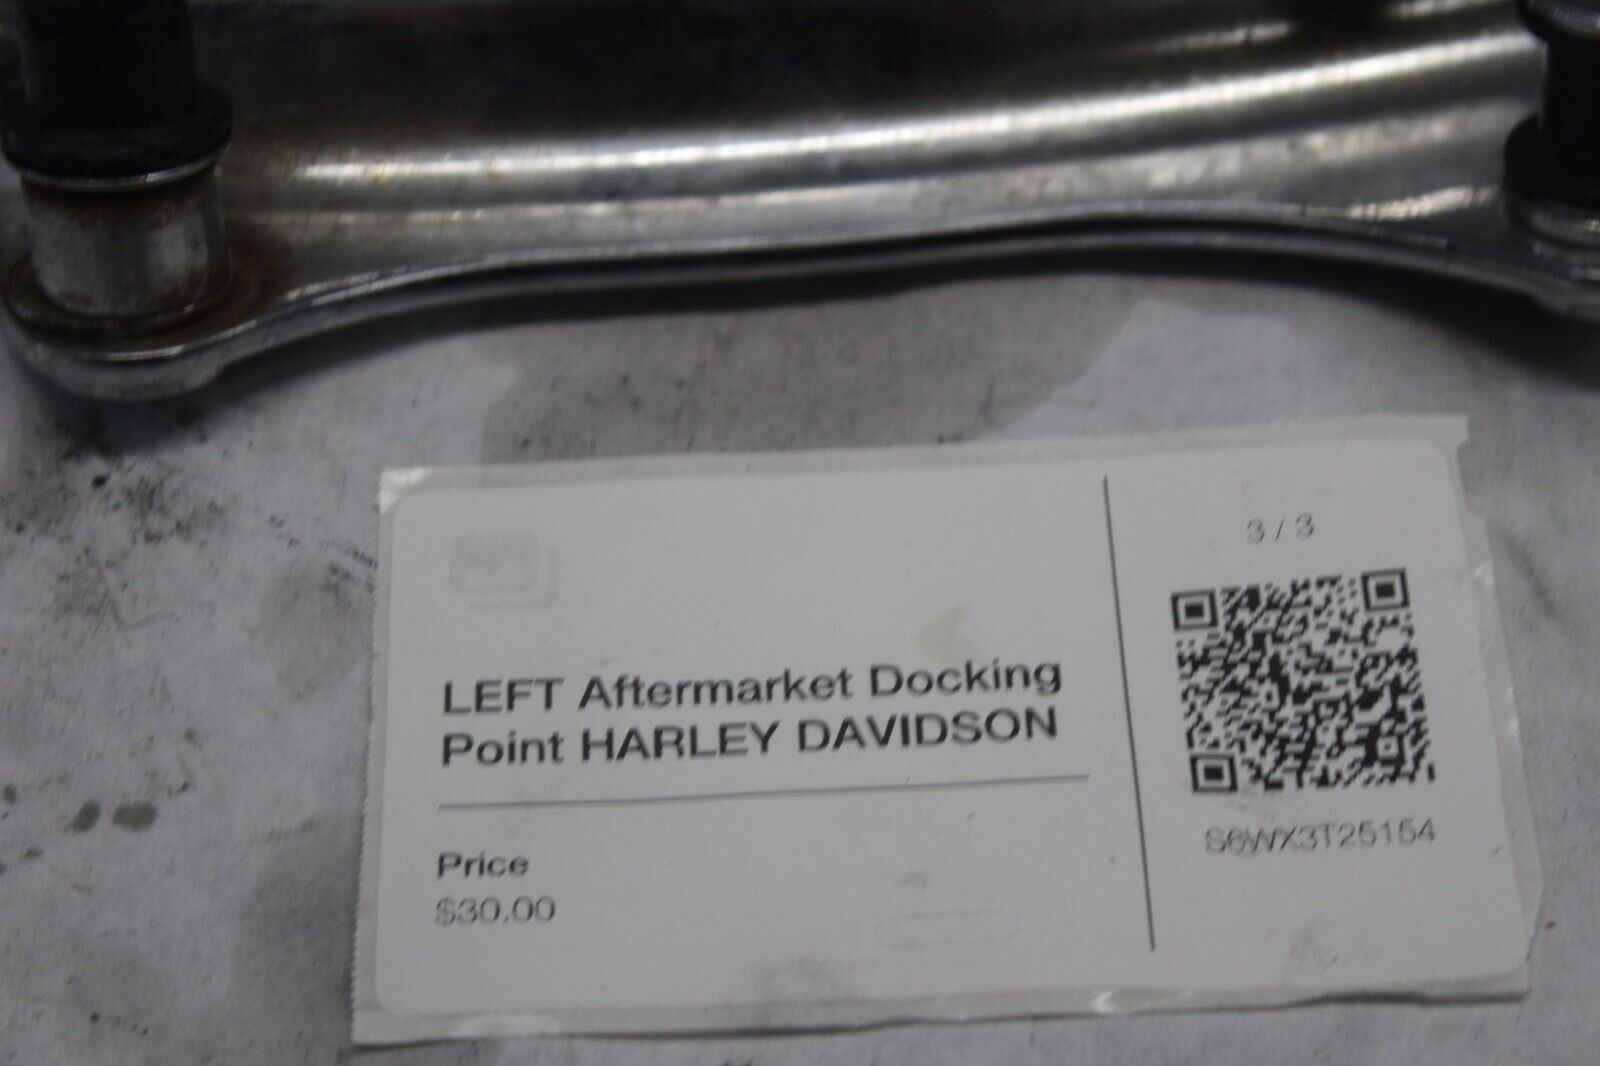 3 / 3
LEFT Aftermarket Docking
Point HARLEY DAVIDSON
Price
$30.00
S6WX3T25154